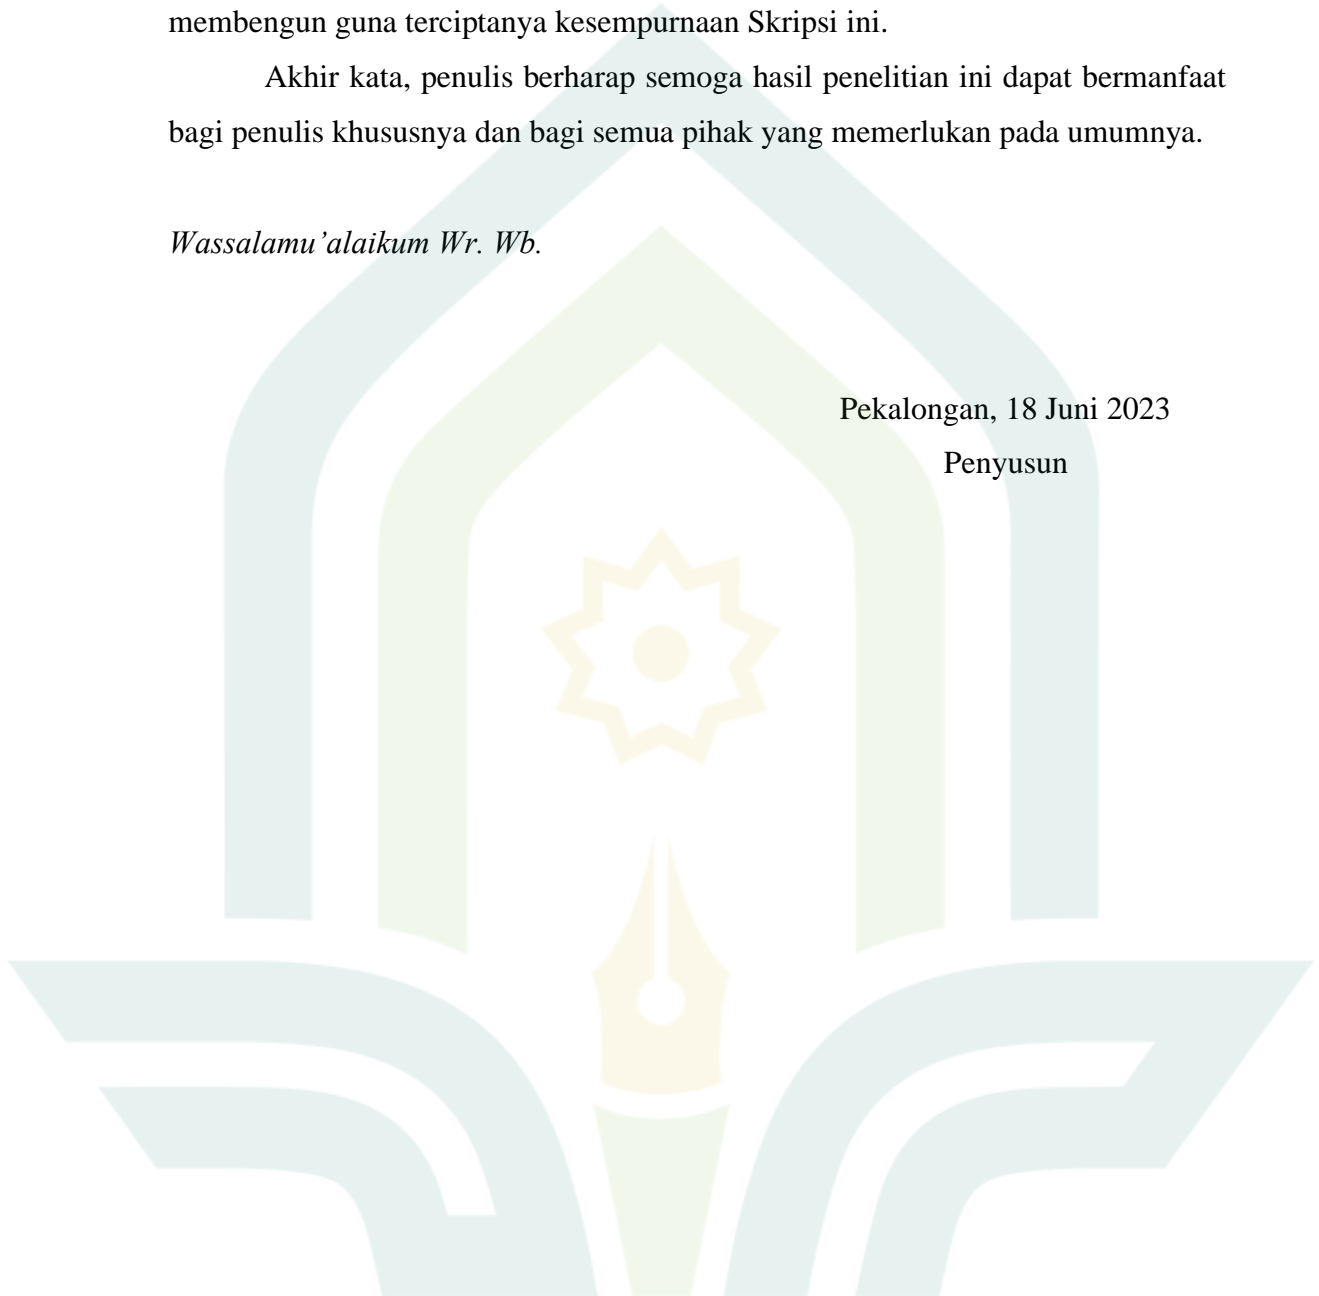 membengun guna terciptanya kesempurnaan Skripsi ini.
Akhir kata, penulis berharap semoga hasil penelitian ini dapat bermanfaat
bagi penulis khususnya dan bagi semua pihak yang memerlukan pada umumnya.
Wassalamu’alaikum Wr. Wb.
Pekalongan, 18 Juni 2023
Penyusun